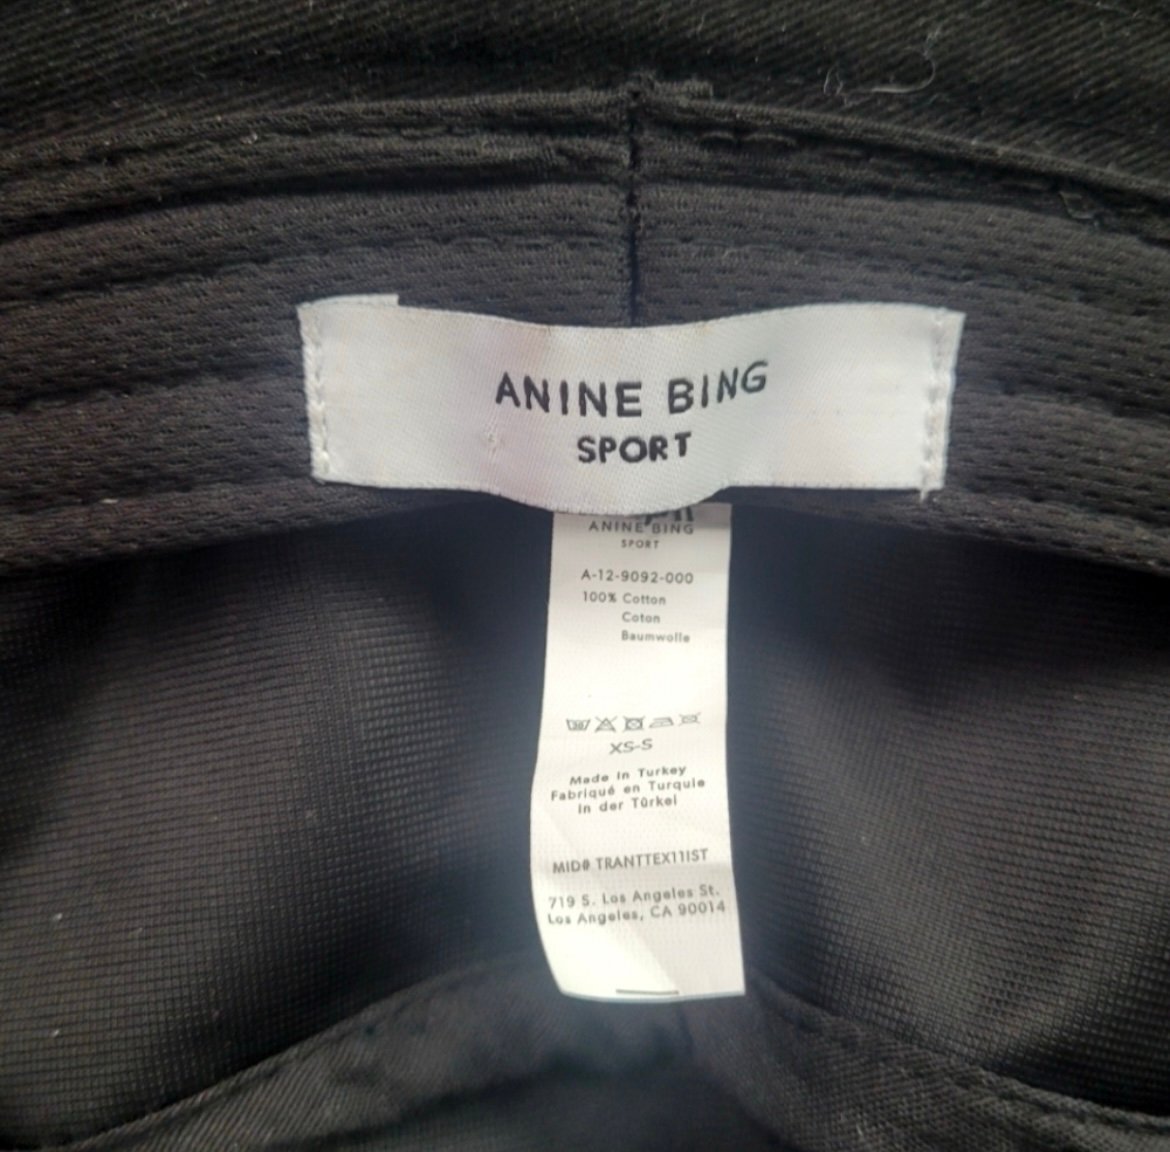 ANINE BING
SPORT
ANINE BING
SPORT
A-12-9092-000
100% Cotton
Coton
Baumwolle
XS-S
Made in Turkey
Fabriqué en Turquie
in der Türkei
MID# TRANTTEX11IST
719 S. Los Angeles St.
Los Angeles, CA 90014